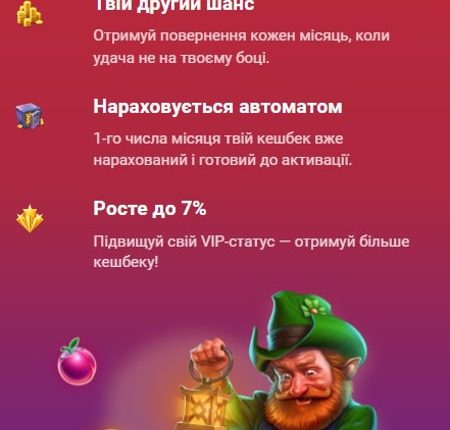 Твій другий шанс
Отримуй повернення кожен місяць, коли
удача не на твоєму боці.
Нараховується автоматом
1-го числа місяця твій кешбек вже
нарахований і готовий до активації.
Росте до 7%
Підвищуй свій VIP-статус — отримуй більше
кешбеку!